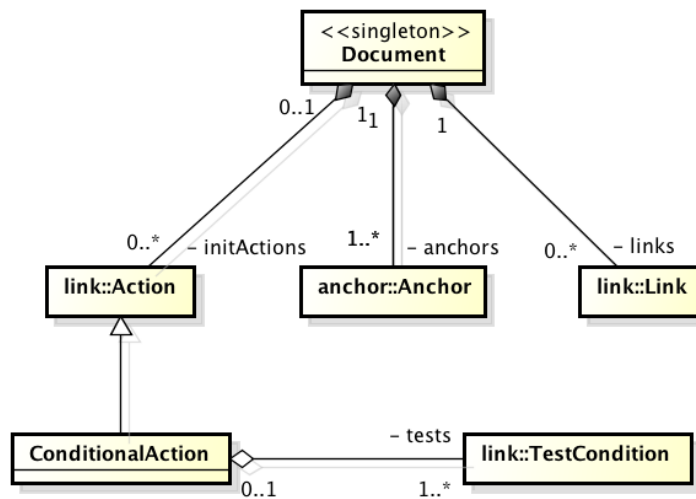 <<singleton>>
Document
0..1
1
1
1
0..*
- initActions
1..*
- anchors
0..*
- links
link::Action
anchor::Anchor
link::Link
- tests
ConditionalAction
link::TestCondition
0..1
1..*